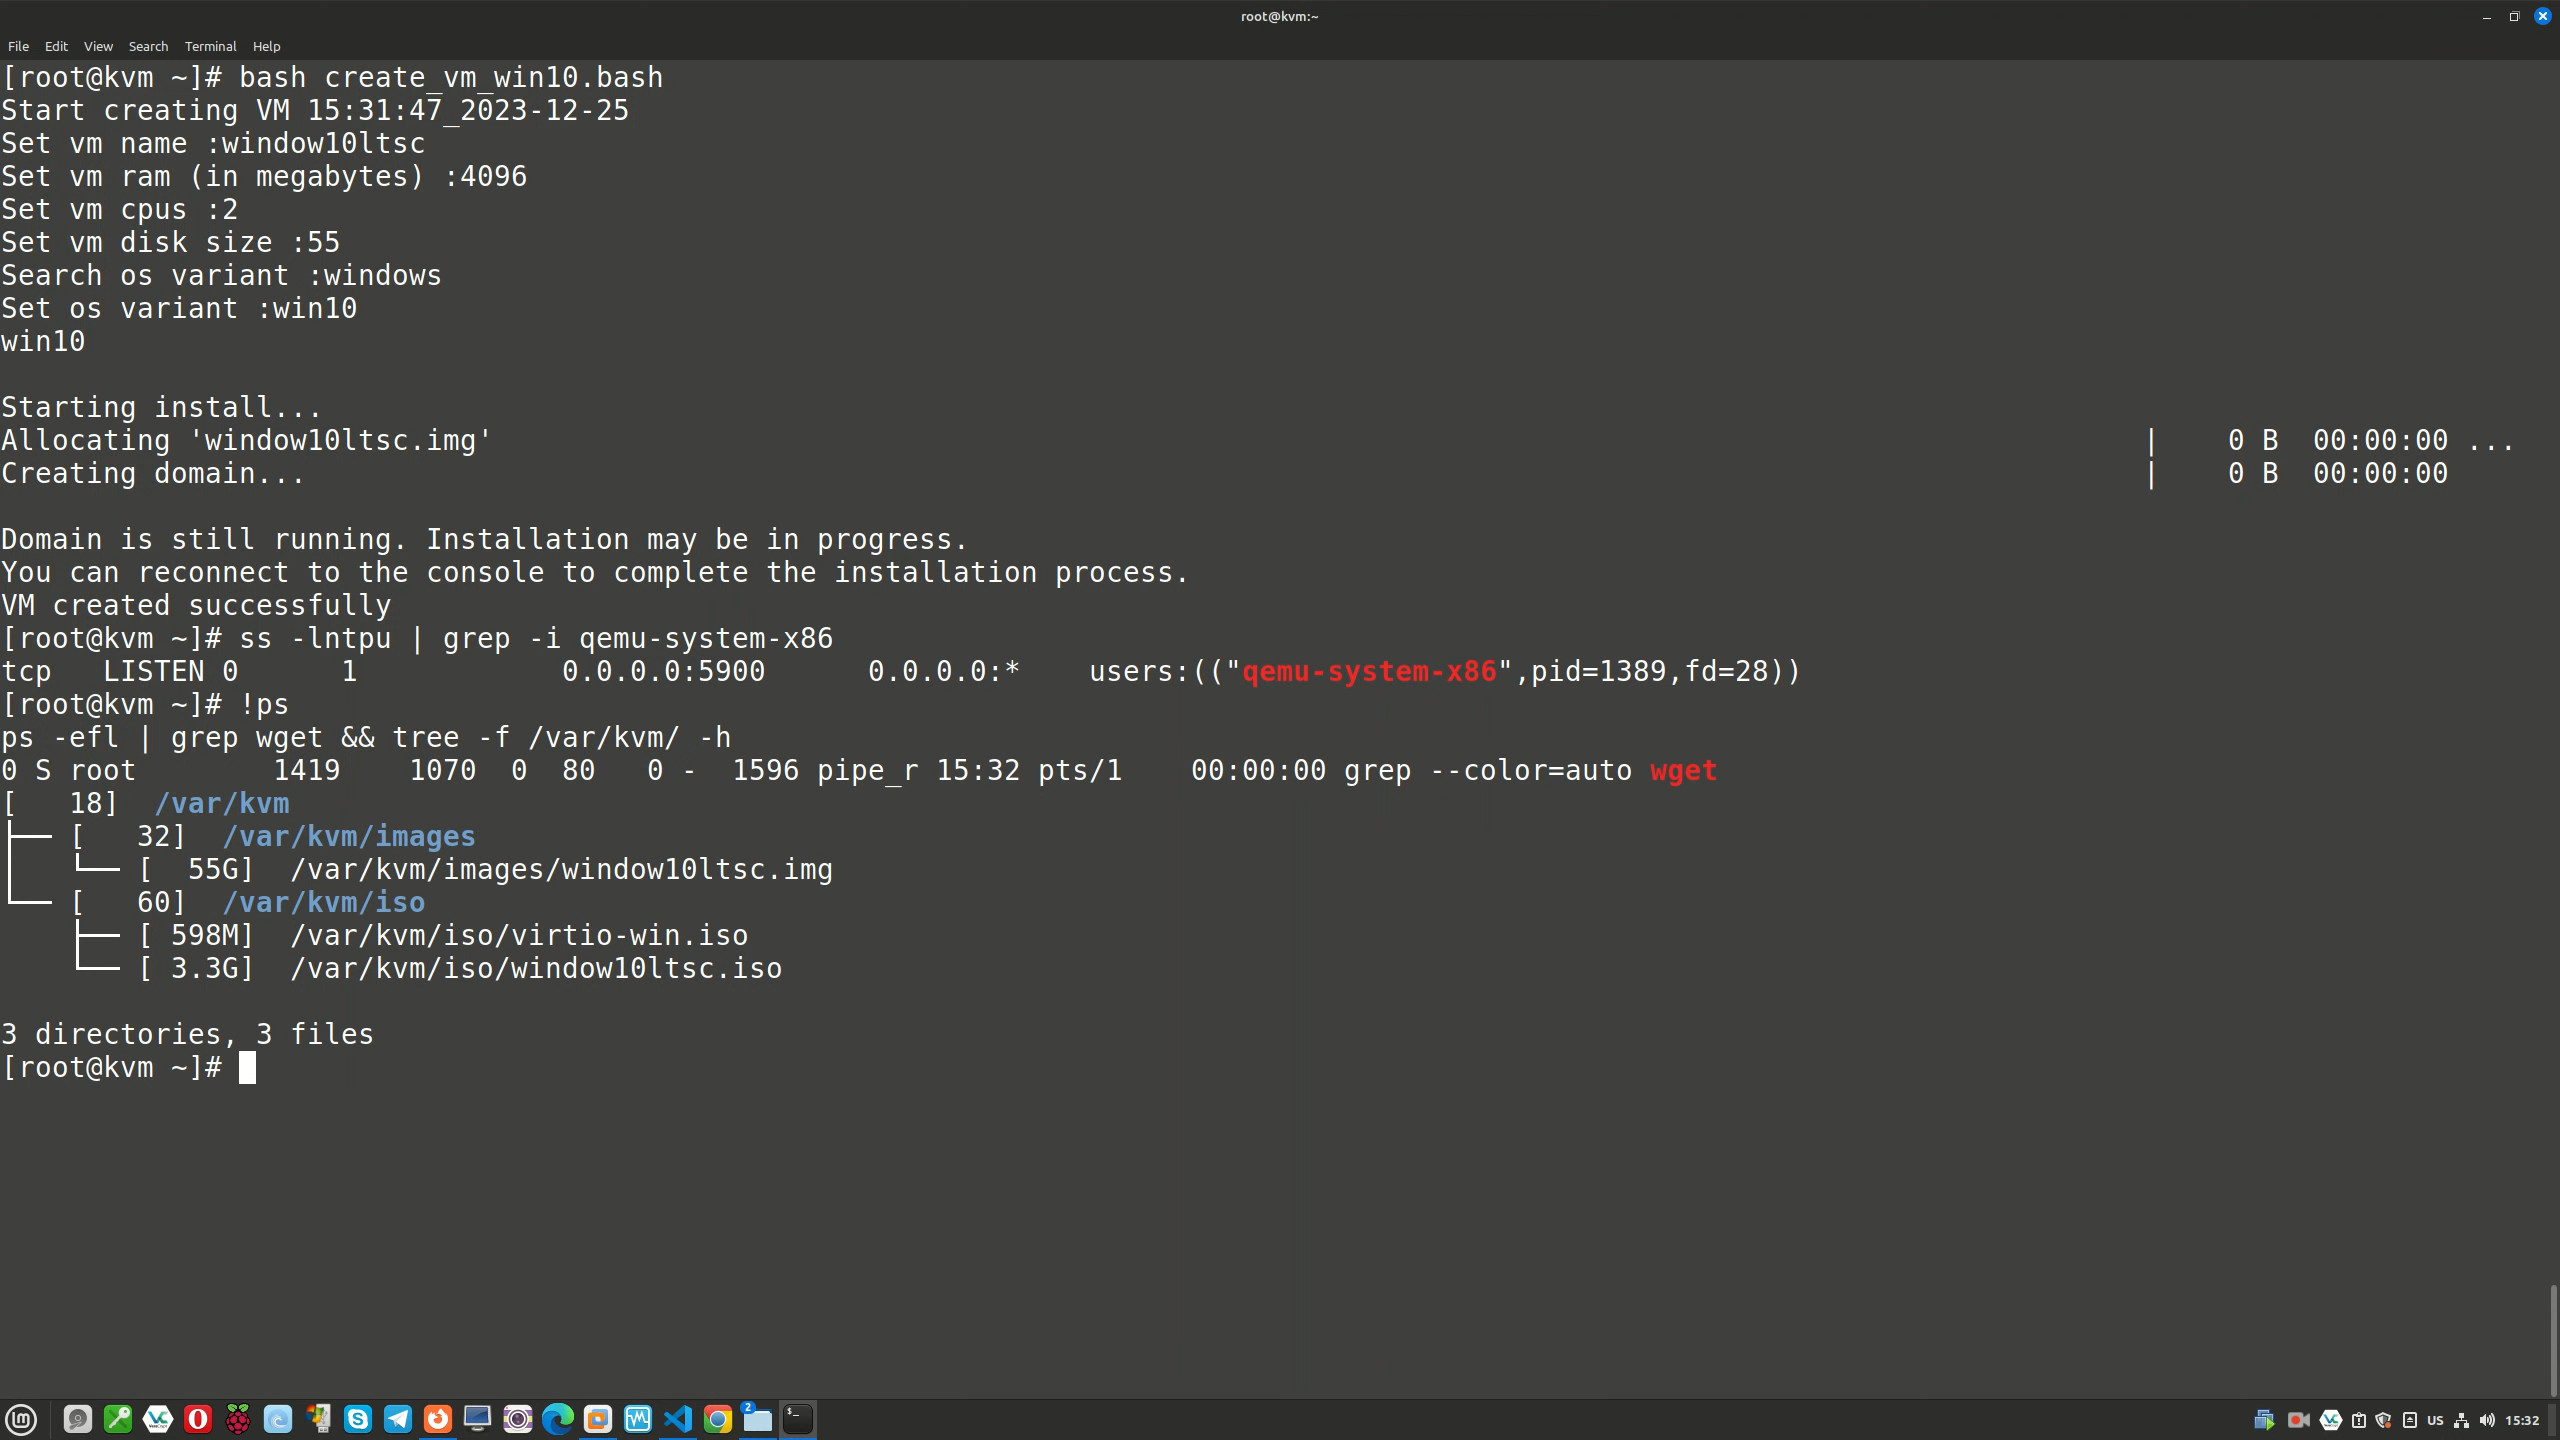 root@kvm:~
File Edit View Search Terminal Help
[root@kvm ~]# bash create_vm_win10.bash
Start creating VM 15:31:47_2023-12-25
Set vm name :window10ltsc
Set vm ram (in megabytes) :4096
Set vm cpus :2
Set vm disk size :55
Search os variant :windows
Set os variant :win10
win10
Starting install...
Allocating 'window10ltsc.img' | 0 B 00:00:00 ...
Creating domain... | 0 B 00:00:00
Domain is still running. Installation may be in progress.
You can reconnect to the console to complete the installation process.
VM created successfully
[root@kvm ~]# ss -lntpu | grep -i qemu-system-x86
tcp   LISTEN 0      1            0.0.0.0:5900      0.0.0.0:*    users:(("qemu-system-x86",pid=1389,fd=28))
[root@kvm ~]# !ps
ps -efl | grep wget && tree -f /var/kvm/ -h
0 S root        1419    1070  0  80   0 -  1596 pipe_r 15:32 pts/1    00:00:00 grep --color=auto wget
[   18]  /var/kvm
├── [   32]  /var/kvm/images
│   └── [  55G]  /var/kvm/images/window10ltsc.img
└── [   60]  /var/kvm/iso
    ├── [ 598M]  /var/kvm/iso/virtio-win.iso
    └── [ 3.3G]  /var/kvm/iso/window10ltsc.iso
3 directories, 3 files
[root@kvm ~]#
2
US 15:32